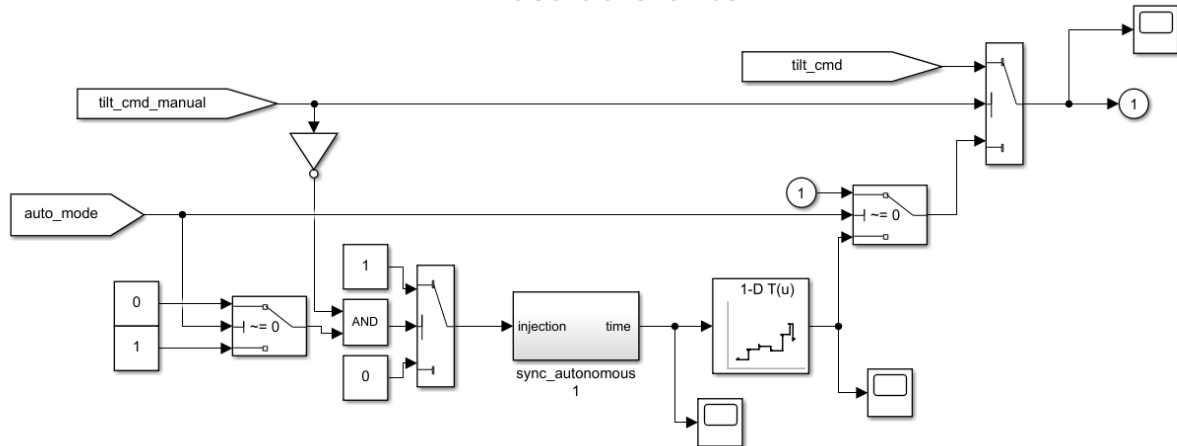 tilt_cmd
tilt_cmd_manual
1
auto_mode
1
~= 0
1
1-D T(u)
0
~= 0
AND
injection
time
1
0
sync_autonomous
1